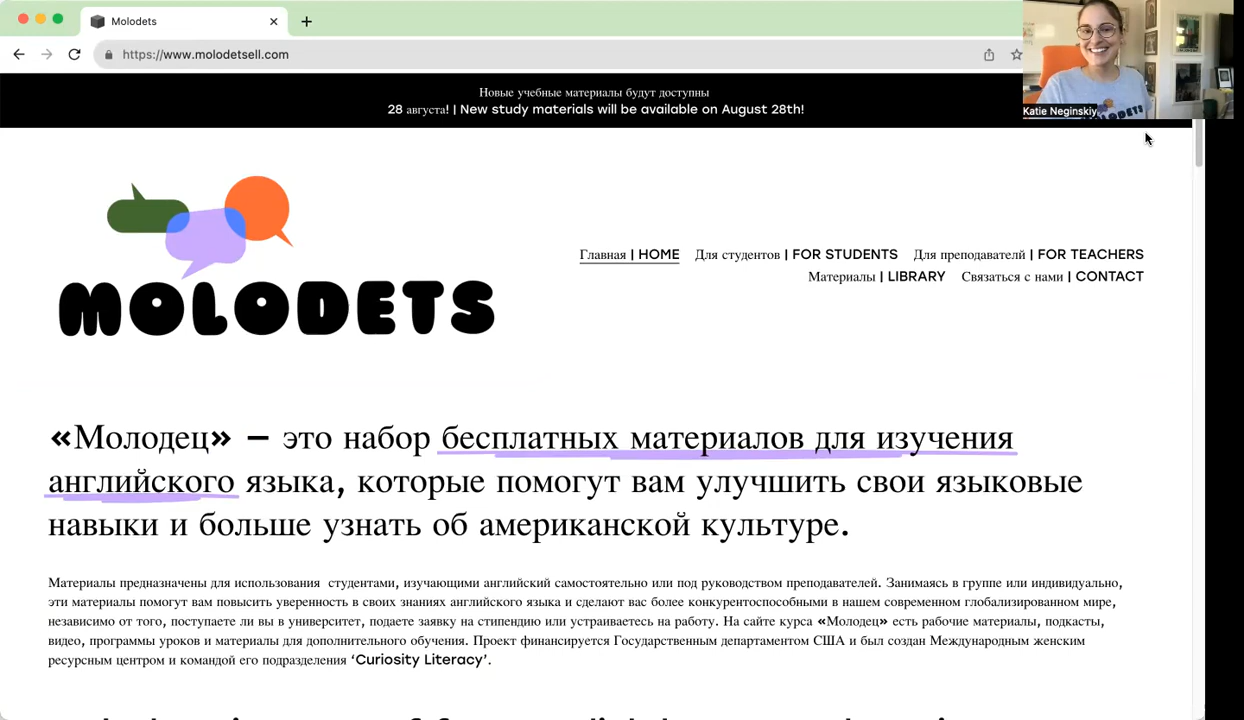 Molodets
https://www.molodetsell.com
Новые учебные материалы будут доступны
28 августа! | New study materials will be available on August 28th!
Katie Neginskiy
MOLODETS
Главная | HOME Для студентов | FOR STUDENTS Для преподавателй | FOR TEACHERS
Материалы | LIBRARY Связаться с нами | CONTACT
«Молодец» – это набор бесплатных материалов для изучения
английского языка, которые помогут вам улучшить свои языковые
навыки и больше узнать об американской культуре.
Материалы предназначены для использования студентами, изучающими английский самостоятельно или под руководством преподавателей. Занимаясь в группе или индивидуально,
эти материалы помогут вам повысить уверенность в своих знаниях английского языка и сделают вас более конкурентоспособными в нашем современном глобализированном мире,
независимо от того, поступаете ли вы в университет, подаете заявку на стипендию или устраиваетесь на работу. На сайте курса «Молодец» есть рабочие материалы, подкасты,
видео, программы уроков и материалы для дополнительного обучения. Проект финансируется Государственным департаментом США и был создан Международным женским
ресурсным центром и командой его подразделения ‘Curiosity Literacy’.